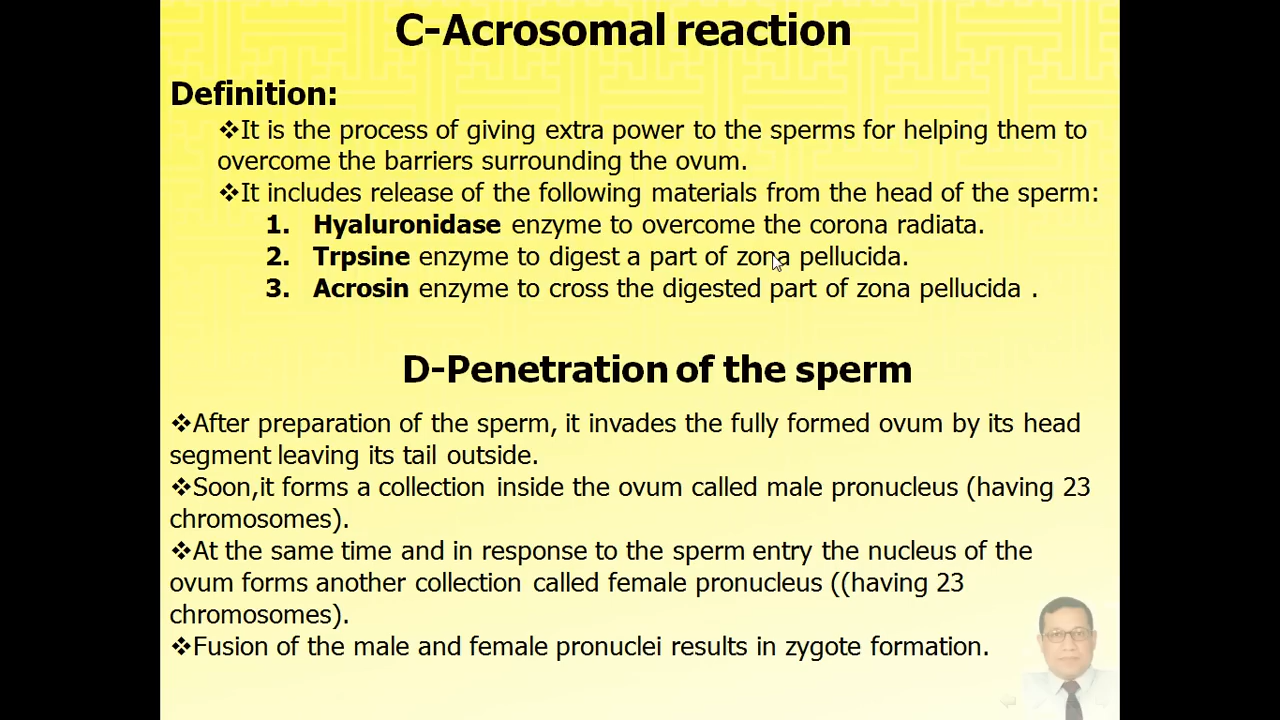 C-Acrosomal reaction
Definition:
❖It is the process of giving extra power to the sperms for helping them to
overcome the barriers surrounding the ovum.
❖It includes release of the following materials from the head of the sperm:
1. Hyaluronidase enzyme to overcome the corona radiata.
2. Trpsine enzyme to digest a part of zona pellucida.
3. Acrosin enzyme to cross the digested part of zona pellucida .
D-Penetration of the sperm
❖After preparation of the sperm, it invades the fully formed ovum by its head
segment leaving its tail outside.
❖Soon,it forms a collection inside the ovum called male pronucleus (having 23
chromosomes).
❖At the same time and in response to the sperm entry the nucleus of the
ovum forms another collection called female pronucleus ((having 23
chromosomes).
❖Fusion of the male and female pronuclei results in zygote formation.